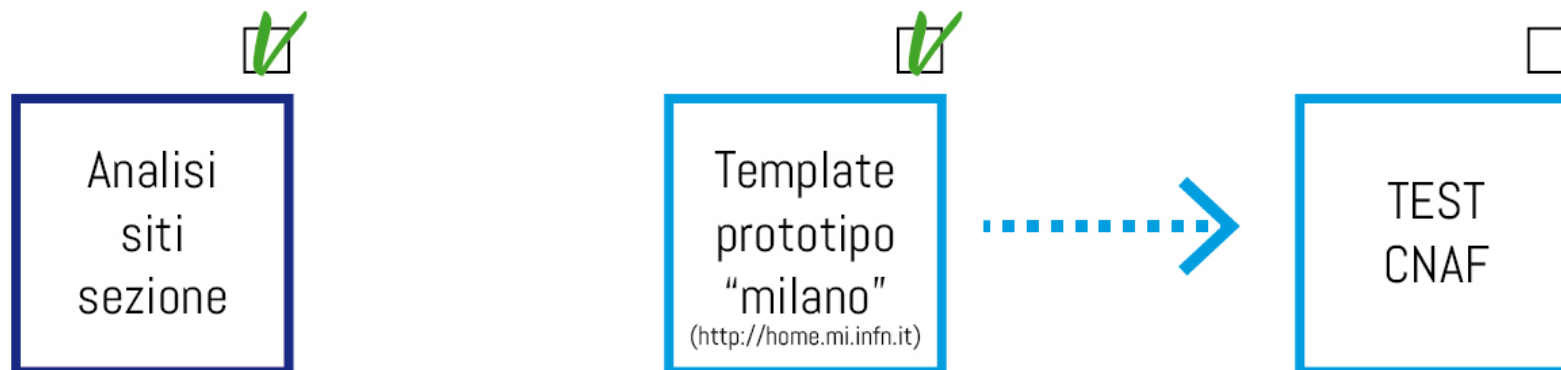 Analisi
siti
sezione
Template
prototipo
“milano”
(http://home.mi.infn.it)
TEST
CNAF